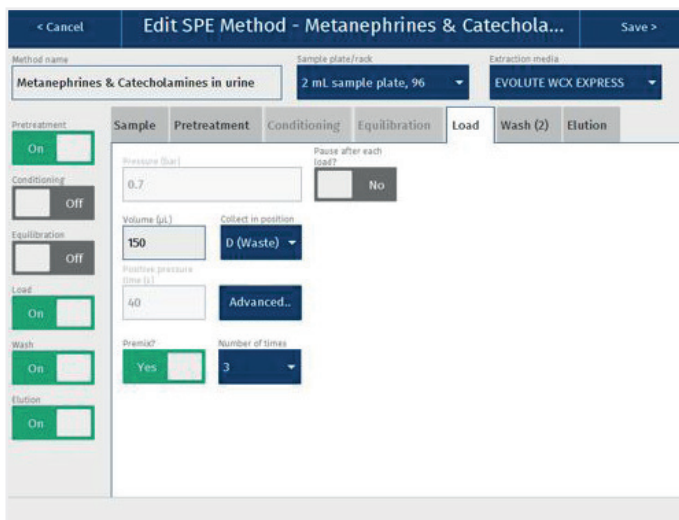 < Cancel
Edit SPE Method - Metanephrines & Catechola...
Save >
Method name
Metanephrines & Catecholamines in urine
Sample plate/rack
2 mL sample plate, 96
Extraction media
EVOLUTE WCX EXPRESS
Pretreatment
On
Conditioning
Off
Equilibration
Off
Load
On
Wash
On
Elution
On
Sample
Pretreatment
Conditioning
Equilibration
Load
Wash (2)
Elution
Pressure (bar)
0.7
Pause after each
load?
No
Volume (µL)
150
Collect in position
D (Waste)
Positive pressure
time (s)
40
Advanced..
Premix?
Yes
Number of times
3